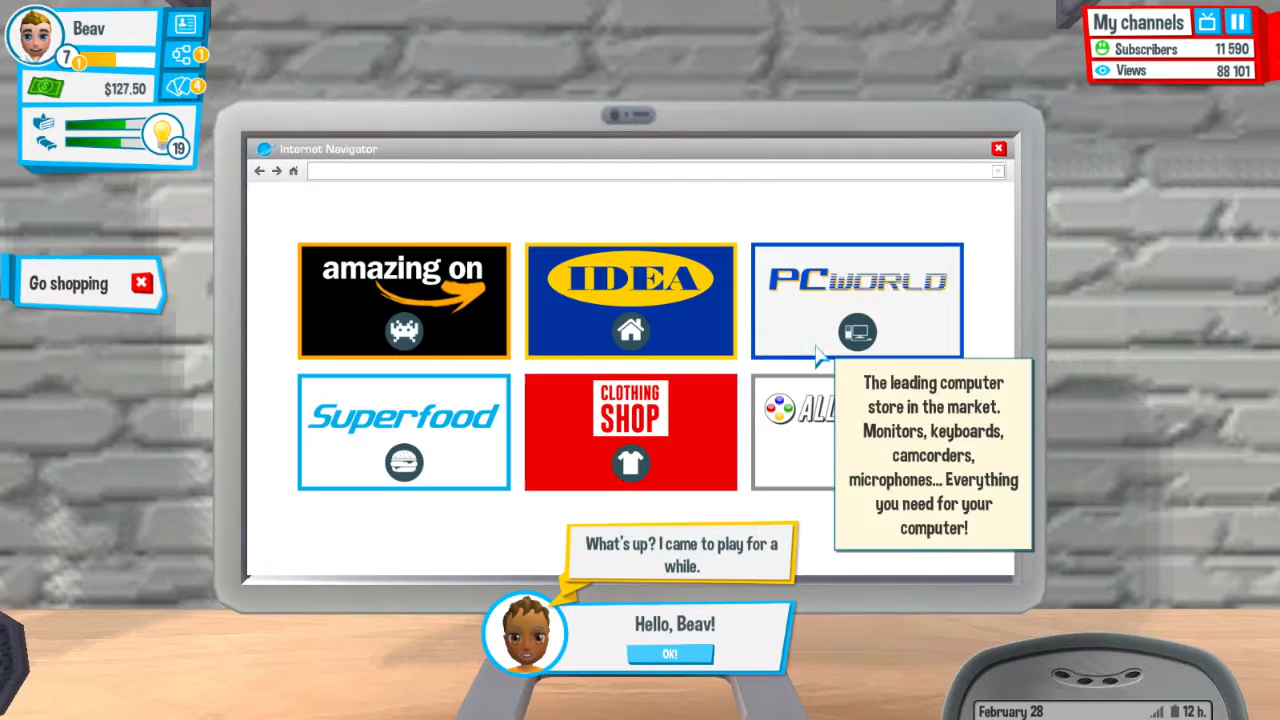 Beav
7
1
1
$127.50
4
19
My channels
Subscribers 11 590
Views 88 101
Internet Navigator
Go shopping
amazing on
IDEA
PCWORLD
Superfood
CLOTHING
SHOP
ALL
The leading computer
store in the market.
Monitors, keyboards,
camcorders,
microphones... Everything
you need for your
computer!
What's up? I came to play for a
while.
Hello, Beav!
OK!
February 28
12 h.